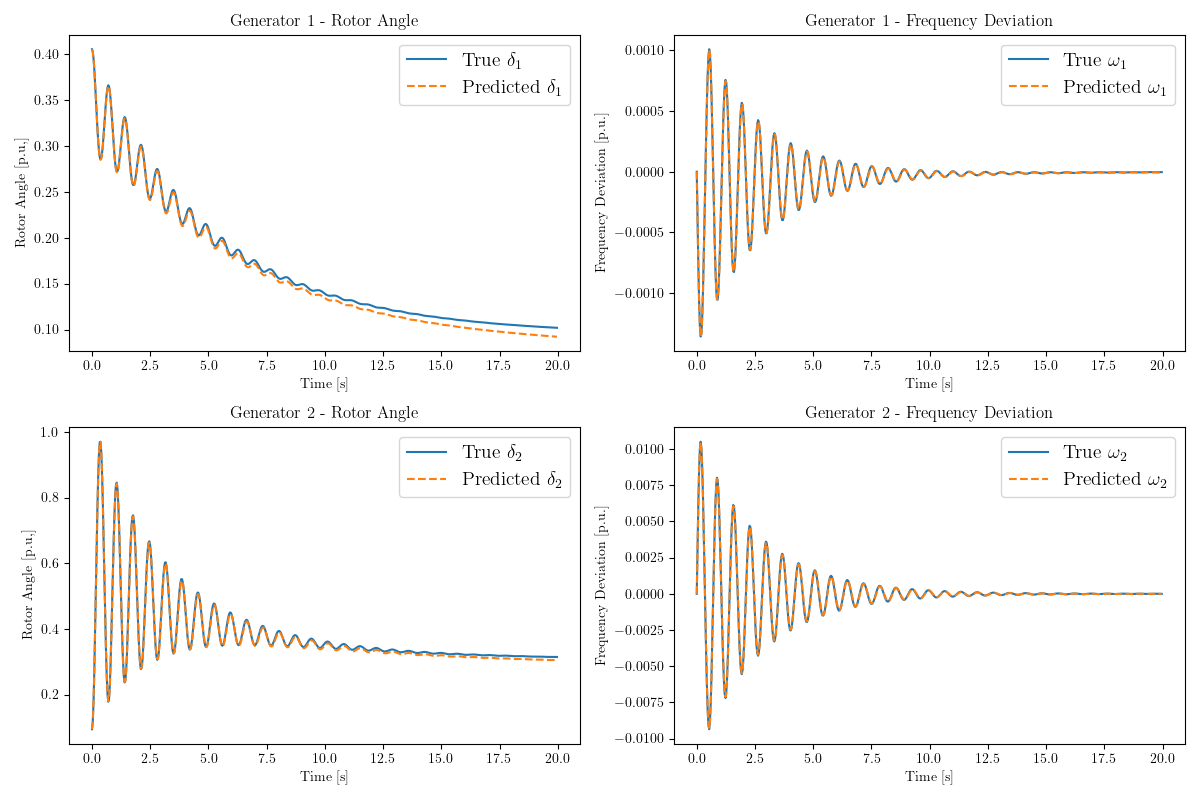 Generator 1 - Rotor Angle
True δ₁
Predicted δ₁
Rotor Angle [p.u.]
0.40
0.35
0.30
0.25
0.20
0.15
0.10
0.0 2.5 5.0 7.5 10.0 12.5 15.0 17.5 20.0
Time [s]
Generator 1 - Frequency Deviation
True ω₁
Predicted ω₁
Frequency Deviation [p.u.]
0.0010
0.0005
0.0000
−0.0005
−0.0010
0.0 2.5 5.0 7.5 10.0 12.5 15.0 17.5 20.0
Time [s]
Generator 2 - Rotor Angle
True δ₂
Predicted δ₂
Rotor Angle [p.u.]
1.0
0.8
0.6
0.4
0.2
0.0 2.5 5.0 7.5 10.0 12.5 15.0 17.5 20.0
Time [s]
Generator 2 - Frequency Deviation
True ω₂
Predicted ω₂
Frequency Deviation [p.u.]
0.0100
0.0075
0.0050
0.0025
0.0000
−0.0025
−0.0050
−0.0075
−0.0100
0.0 2.5 5.0 7.5 10.0 12.5 15.0 17.5 20.0
Time [s]